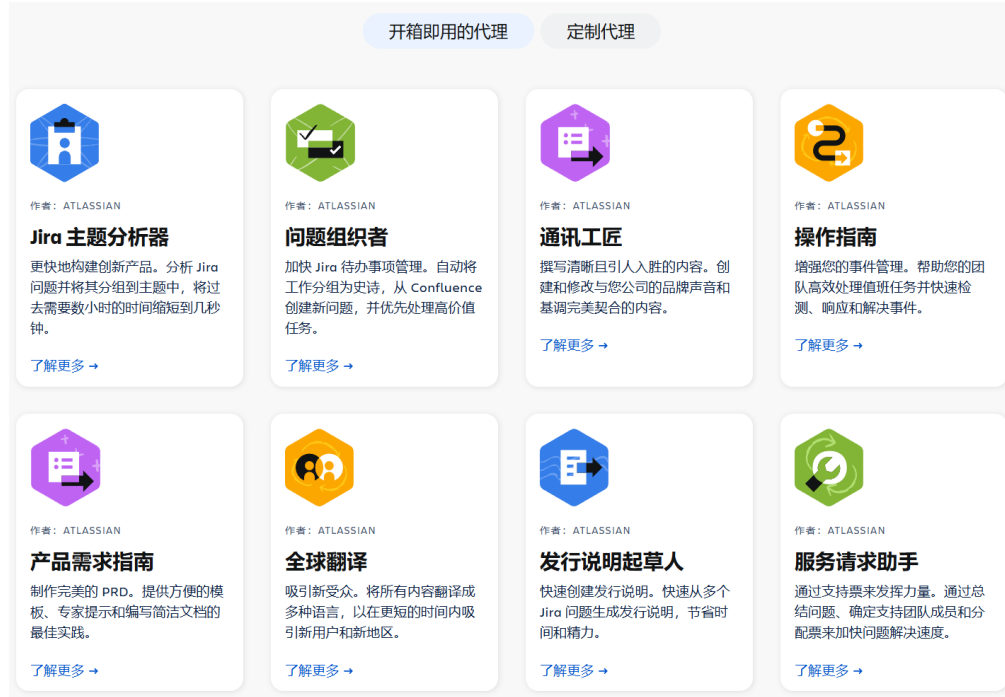 开箱即用的代理
定制代理
作者：ATLASSIAN
Jira 主题分析器
更快地构建创新产品。分析 Jira
问题并将其分组到主题中，将过
去需要数小时的时间缩短到几秒
钟。
了解更多 →
作者：ATLASSIAN
问题组织者
加快 Jira 待办事项管理。自动将
工作分组为史诗，从 Confluence
创建新问题，并优先处理高价值
任务。
了解更多 →
作者：ATLASSIAN
通讯工匠
撰写清晰且引人入胜的内容。创
建和修改与您公司的品牌声音和
基调完美契合的内容。
了解更多 →
作者：ATLASSIAN
操作指南
增强您的事件管理。帮助您的团
队高效处理值班任务并快速检
测、响应和解决事件。
了解更多 →
作者：ATLASSIAN
产品需求指南
制作完美的 PRD。提供方便的模
板、专家提示和编写简洁文档的
最佳实践。
了解更多 →
作者：ATLASSIAN
全球翻译
吸引新受众。将所有内容翻译成
多种语言，以在更短的时间内吸
引新用户和新地区。
了解更多 →
作者：ATLASSIAN
发行说明起草人
快速创建发行说明。快速从多个
Jira 问题生成发行说明，节省时
间和精力。
了解更多 →
作者：ATLASSIAN
服务请求助手
通过支持票来发挥力量。通过总
结问题、确定支持团队成员和分
配票来加快问题解决速度。
了解更多 →